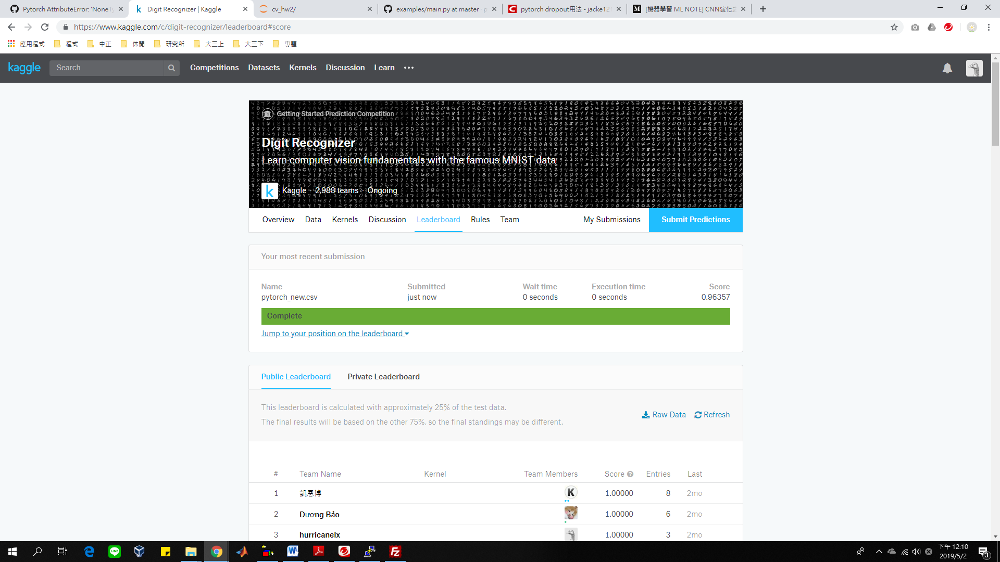 Pytorch AttributeError: 'NoneTy
Digit Recognizer | Kaggle
cv_hw2/
examples/main.py at master · p
pytorch dropout用法 - jacke12
[機器學習 ML NOTE] CNN演化史
https://www.kaggle.com/c/digit-recognizer/leaderboard#score
應用程式 程式 中正 休閒 研究所 大三上 大三下 專題
kaggle Search Competitions Datasets Kernels Discussion Learn •••
Getting Started Prediction Competition
Digit Recognizer
Learn computer vision fundamentals with the famous MNIST data
k Kaggle · 2,988 teams · Ongoing
Overview Data Kernels Discussion Leaderboard Rules Team My Submissions Submit Predictions
Your most recent submission
Name Submitted Wait time Execution time Score
pytorch_new.csv just now 0 seconds 0 seconds 0.96357
Complete
Jump to your position on the leaderboard
Public Leaderboard Private Leaderboard
This leaderboard is calculated with approximately 25% of the test data.
The final results will be based on the other 75%, so the final standings may be different.
Raw Data Refresh
# Team Name Kernel Team Members Score Entries Last
1 凱恩博 K 1.00000 8 2mo
2 Dương Bảo 1.00000 6 2mo
3 hurricanelx 1.00000 3 2mo
下午 12:10
2019/5/2
3